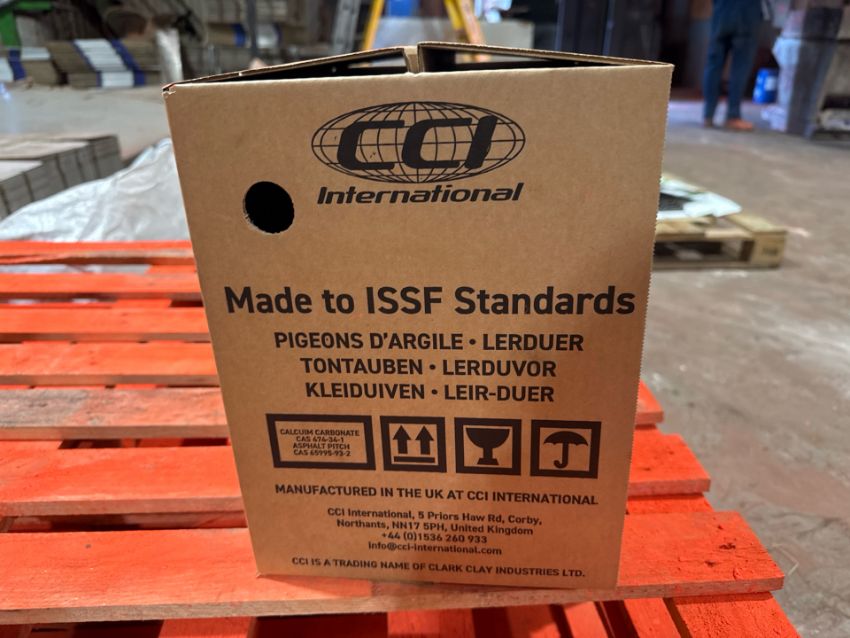 CCI
International
Made to ISSF Standards
PIGEONS D'ARGILE • LERDUER
TONTAUBEN • LERDUVOR
KLEIDUIVEN • LEIR-DUER
CALCUIM CARBONATE
CAS 474-34-1
ASPHALT PITCH
CAS 65995-93-2
MANUFACTURED IN THE UK AT CCI INTERNATIONAL
CCI International, 5 Priors Haw Rd, Corby,
Northants, NN17 5PH, United Kingdom
+44 (0)1536 260 933
info@cci-international.com
CCI IS A TRADING NAME OF CLARK CLAY INDUSTRIES LTD.